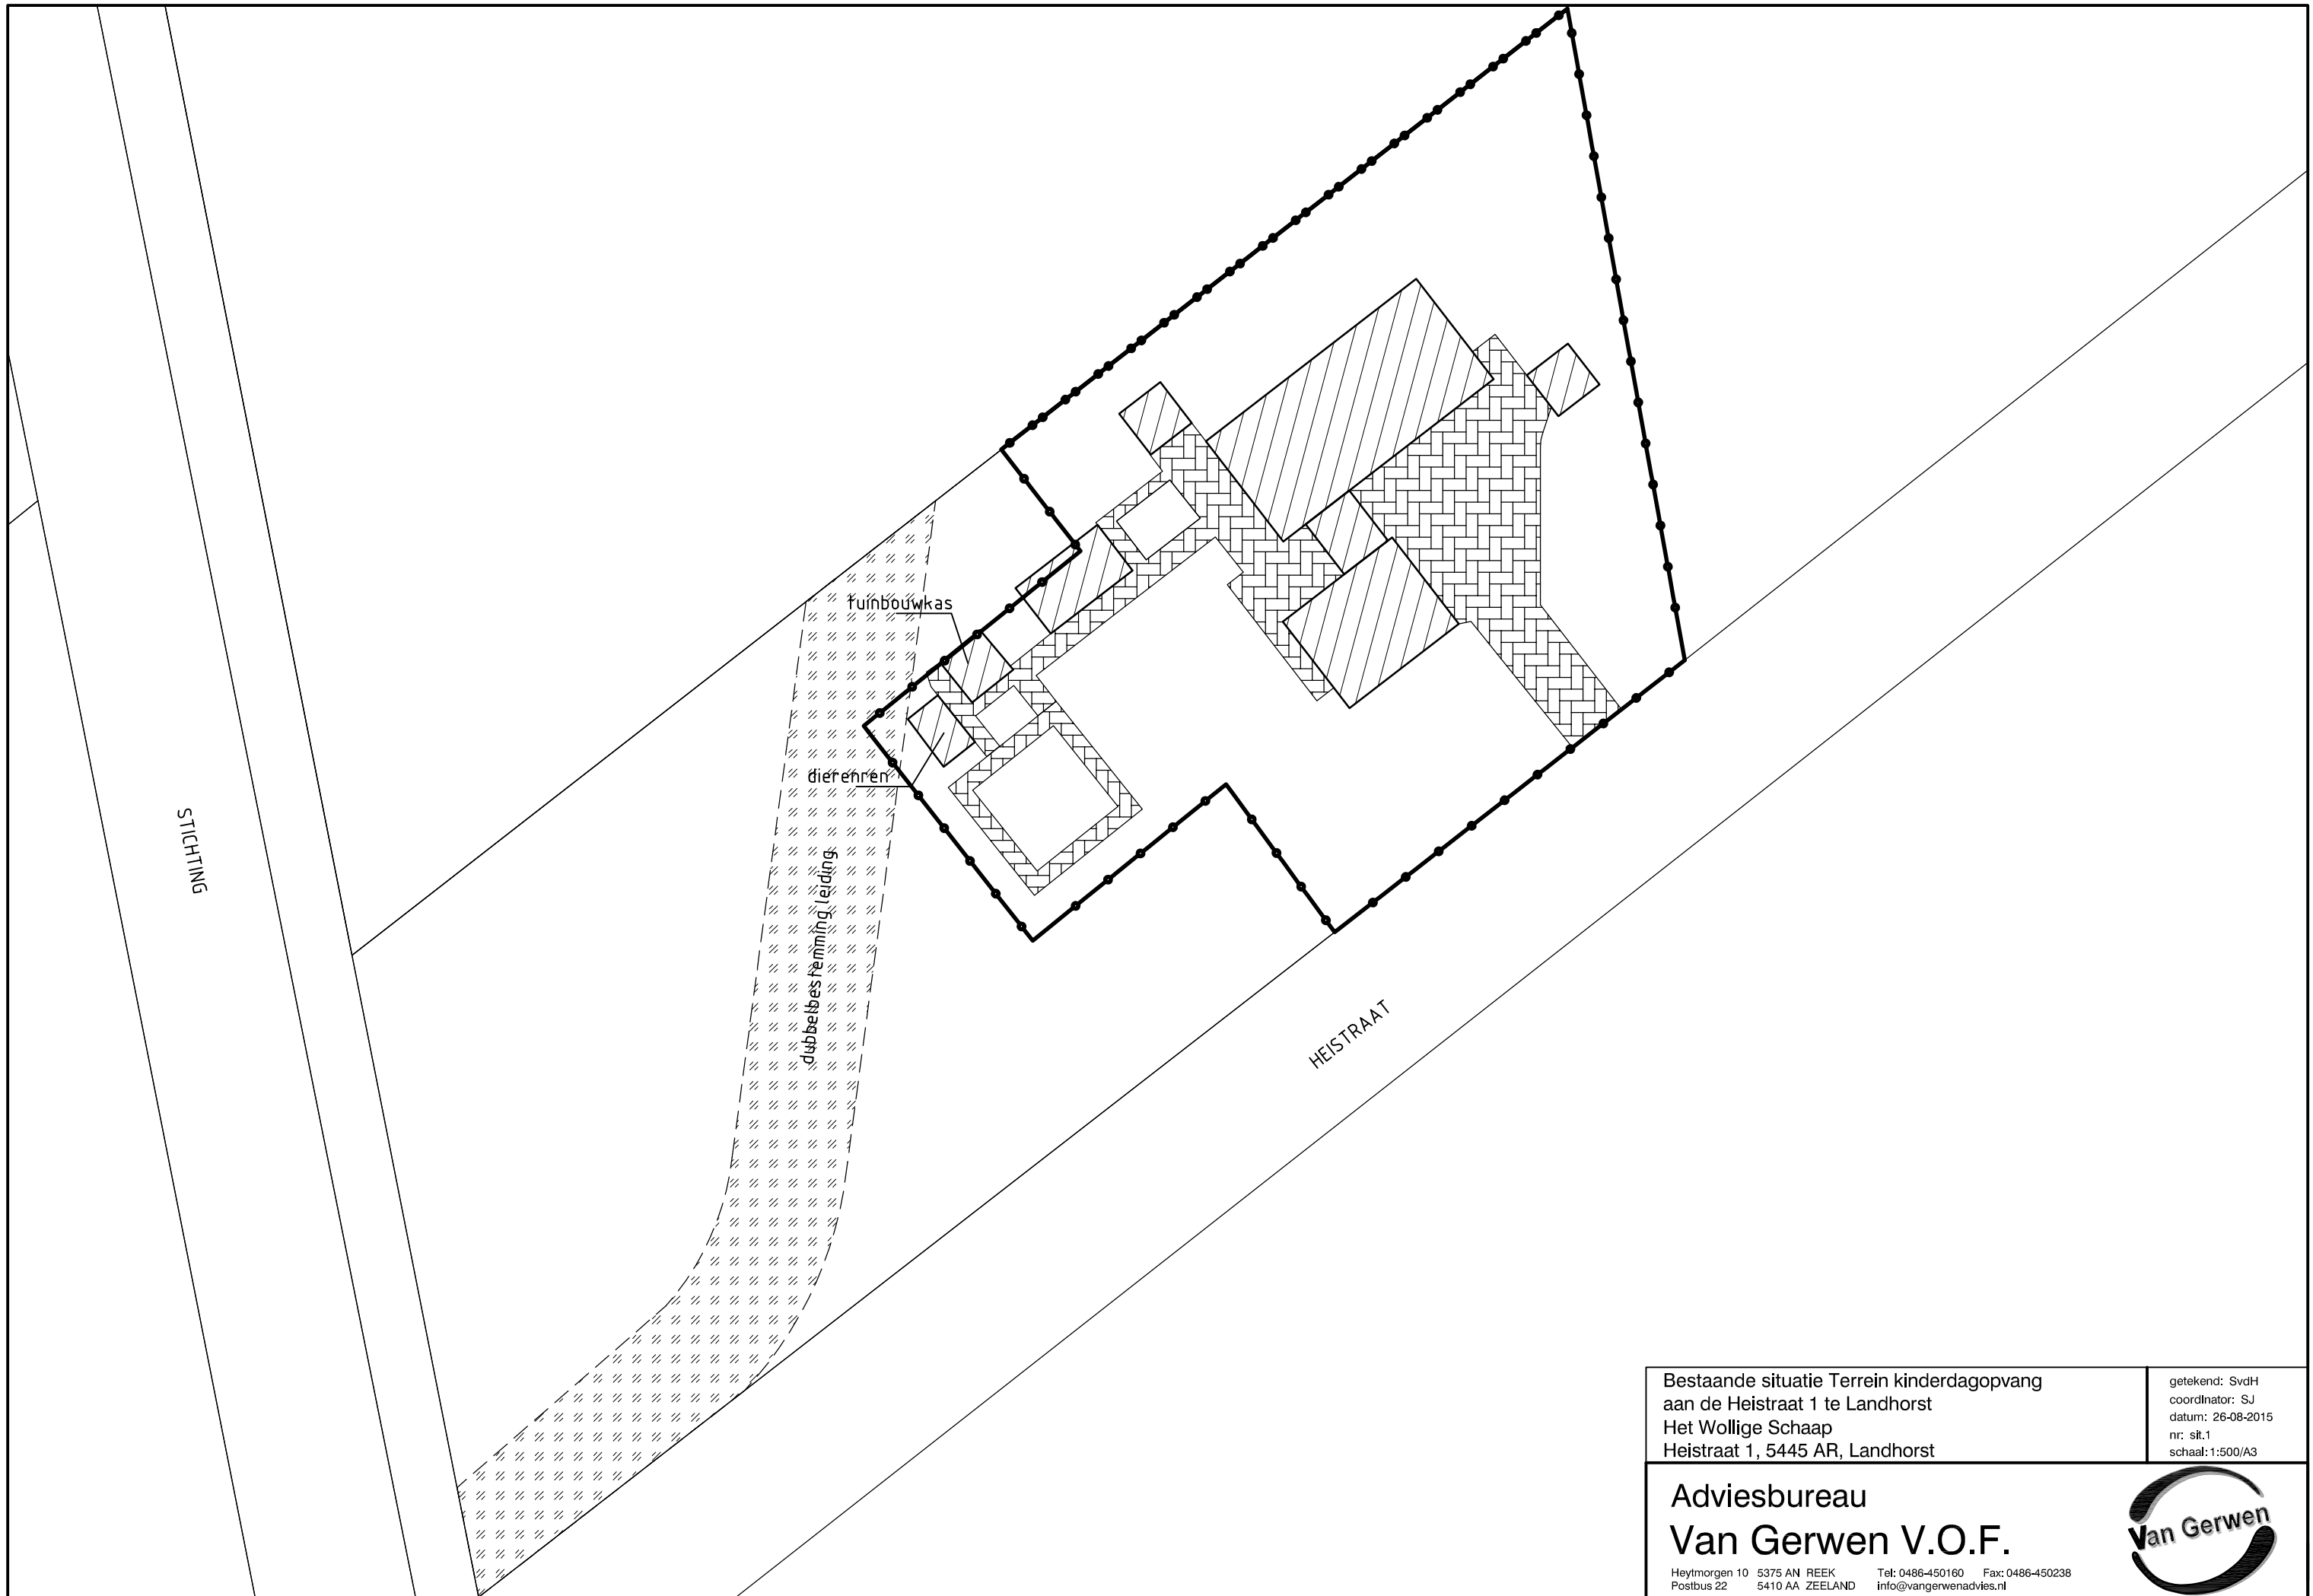 tuinbouwkas
dierenren
dubbelbestemming leiding
STICHTING
HEISTRAAT
Bestaande situatie Terrein kinderdagopvang
aan de Heistraat 1 te Landhorst
Het Wollige Schaap
Heistraat 1, 5445 AR, Landhorst
getekend: SvdH
coordinator: SJ
datum: 26-08-2015
nr: sit.1
schaal:1:500/A3
Adviesbureau
Van Gerwen V.O.F.
Heytmorgen 10 5375 AN REEK Tel: 0486-450160 Fax: 0486-450238
Postbus 22 5410 AA ZEELAND info@vangerwenadvies.nl
Van Gerwen